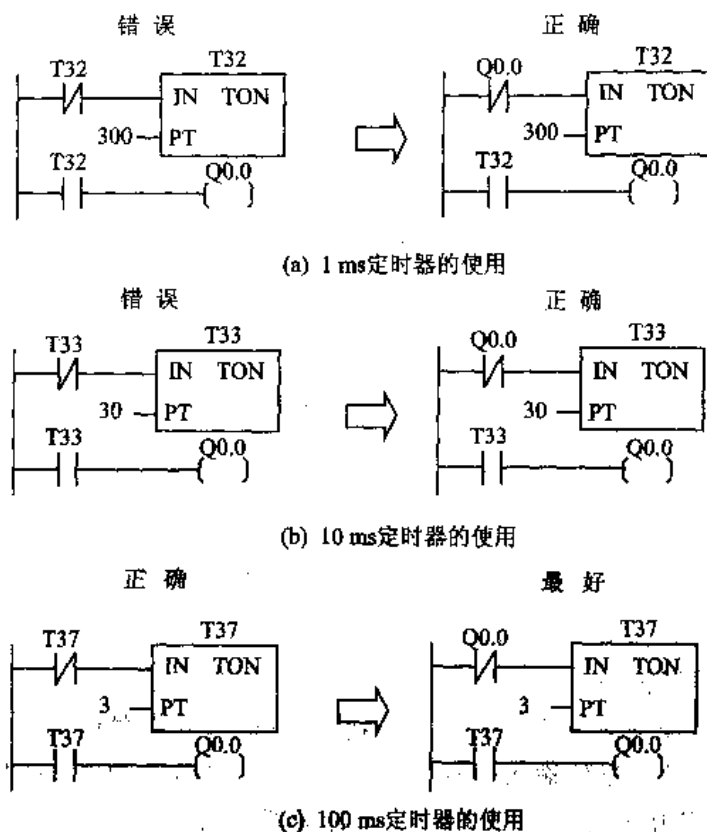 错 误 正 确
T32 T32 Q0.0 T32
IN TON IN TON
300 PT 300 PT
T32 Q0.0 T32 Q0.0
(a) 1 ms定时器的使用
错 误 正 确
T33 T33 Q0.0 T33
IN TON IN TON
30 PT 30 PT
T33 Q0.0 T33 Q0.0
(b) 10 ms定时器的使用
正 确 最 好
T37 T37 Q0.0 T37
IN TON IN TON
3 PT 3 PT
T37 Q0.0 T37 Q0.0
(c) 100 ms定时器的使用